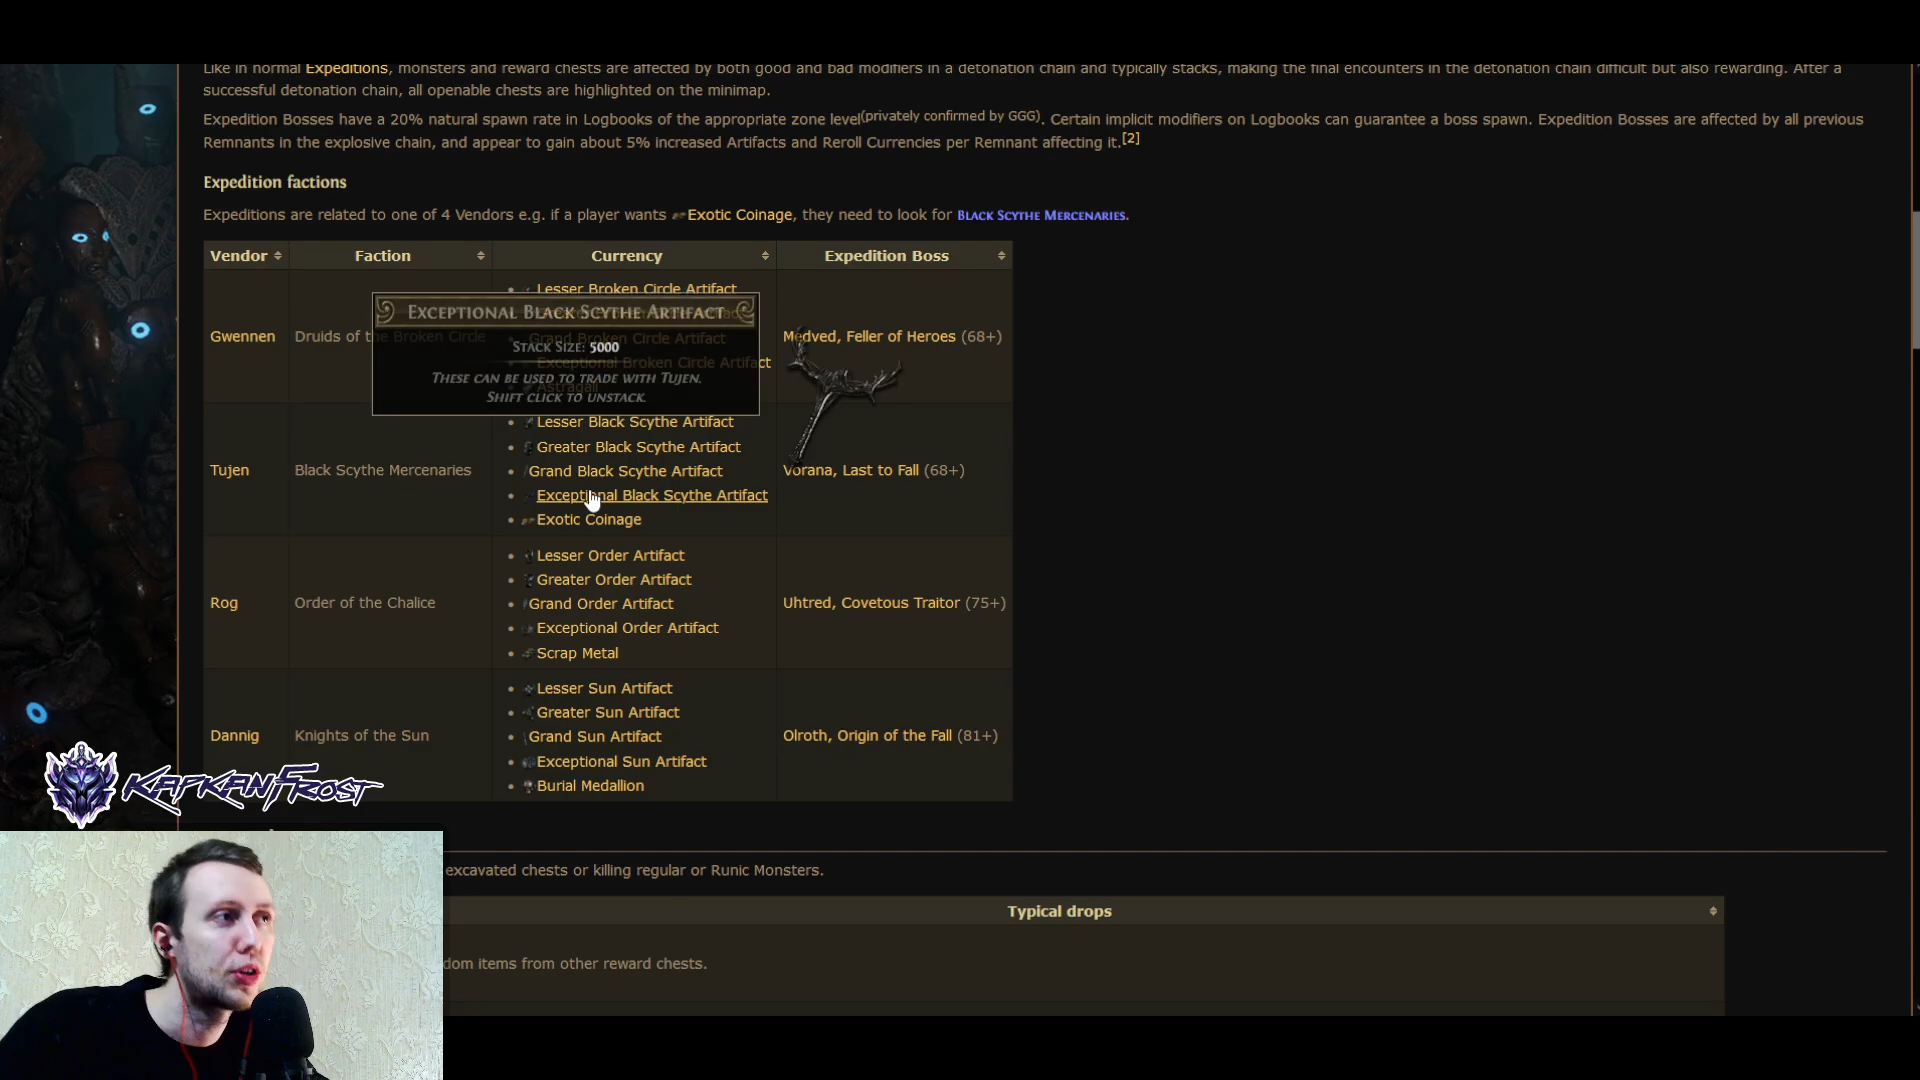 Like in normal Expeditions, monsters and reward chests are affected by both good and bad modifiers in a detonation chain and typically stacks, making the final encounters in the detonation chain difficult but also rewarding. After a
successful detonation chain, all openable chests are highlighted on the minimap.
Expedition Bosses have a 20% natural spawn rate in Logbooks of the appropriate zone level(privately confirmed by GGG). Certain implicit modifiers on Logbooks can guarantee a boss spawn. Expedition Bosses are affected by all previous
Remnants in the explosive chain, and appear to gain about 5% increased Artifacts and Reroll Currencies per Remnant affecting it.[2]
Expedition factions
Expeditions are related to one of 4 Vendors e.g. if a player wants Exotic Coinage, they need to look for Black Scythe Mercenaries.
Vendor Faction Currency Expedition Boss
Lesser Broken Circle Artifact
Exceptional Black Scythe Artifact
Gwennen Druids of the Broken Circle Grand Broken Circle Artifact Medved, Feller of Heroes (68+)
Stack Size: 5000
Exceptional Broken Circle Artifact
These can be used to trade with Tujen.
Astragali
Shift click to unstack.
Lesser Black Scythe Artifact
Greater Black Scythe Artifact
Tujen Black Scythe Mercenaries Grand Black Scythe Artifact Vorana, Last to Fall (68+)
Exceptional Black Scythe Artifact
Exotic Coinage
Lesser Order Artifact
Greater Order Artifact
Rog Order of the Chalice Grand Order Artifact Uhtred, Covetous Traitor (75+)
Exceptional Order Artifact
Scrap Metal
Lesser Sun Artifact
Greater Sun Artifact
Dannig Knights of the Sun Grand Sun Artifact Olroth, Origin of the Fall (81+)
Exceptional Sun Artifact
Burial Medallion
KapkanFrost
excavated chests or killing regular or Runic Monsters.
Typical drops
dom items from other reward chests.